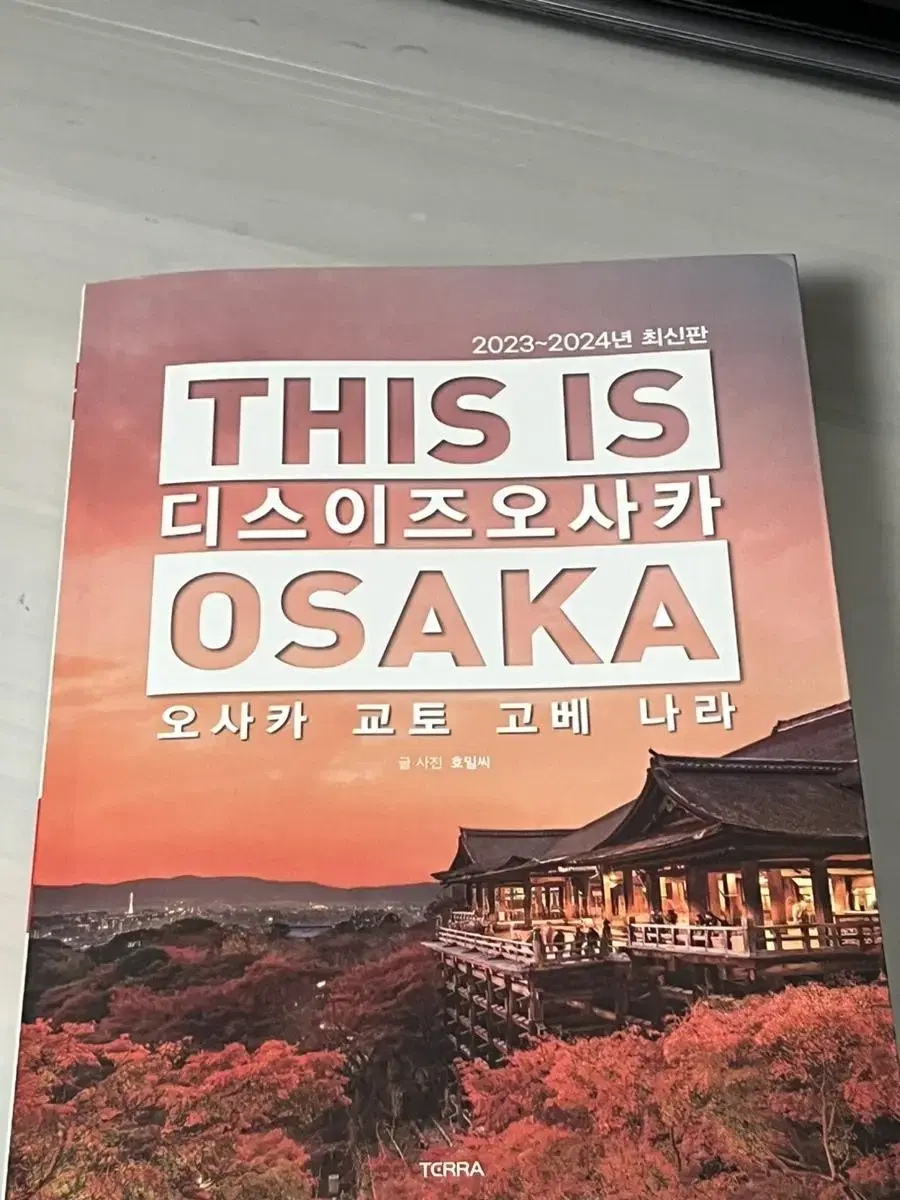 2023~2024년 최신판
THIS IS
디스이즈오사카
OSAKA
오사카 교토 고베 나라
글 사진 호밀씨
TERRA